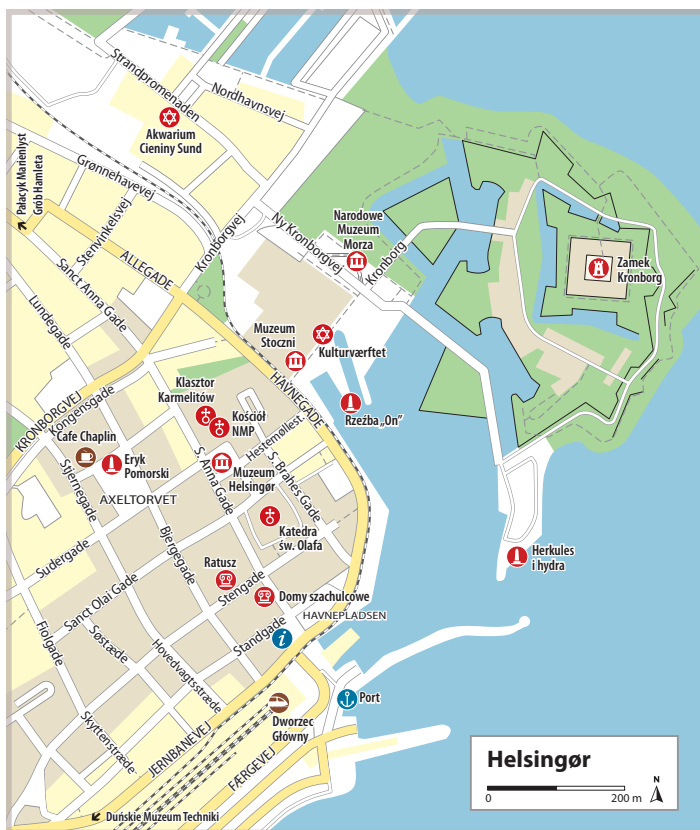 Strandpromenaden
Nordhavnsvej
Akwarium
Cieniny Sund
Pałacyk Marienlyst
Grób Hamleta
Grønnehavevej
Stenvinkelsvej
ALLEGADE
Kronborgvej
Ny Kronborgvej
Narodowe
Muzeum
Morza
Kronborg
Zamek
Kronborg
Sanct Anna Gade
Lundegade
Muzeum
Stoczni
Kulturværftet
HAVNEGADE
Rzeźba „On”
Klasztor
Karmelitów
Kościół
NMP
KRONBORGVEJ
Kongensgade
Hestemøllest.
Cafe Chaplin
Eryk
Pomorski
Muzeum
Helsingør
S. Anna Gade
S. Brahes Gade
Stjernegade
AXELTORVET
Bjergegade
Katedra
św. Olafa
Herkules
i hydra
Sudergade
Ratusz
Stengade
Domy szachulcowe
Sanct Olai Gade
HAVNEPLADSEN
Standgade
i
Fiolgade
Søstæde
Hovedvagtsstræde
Skyttenstræde
Dworzec
Główny
Port
JERNBANEVEJ
FÆRGEVEJ
Duńskie Muzeum Techniki
Helsingør
N
0 200 m